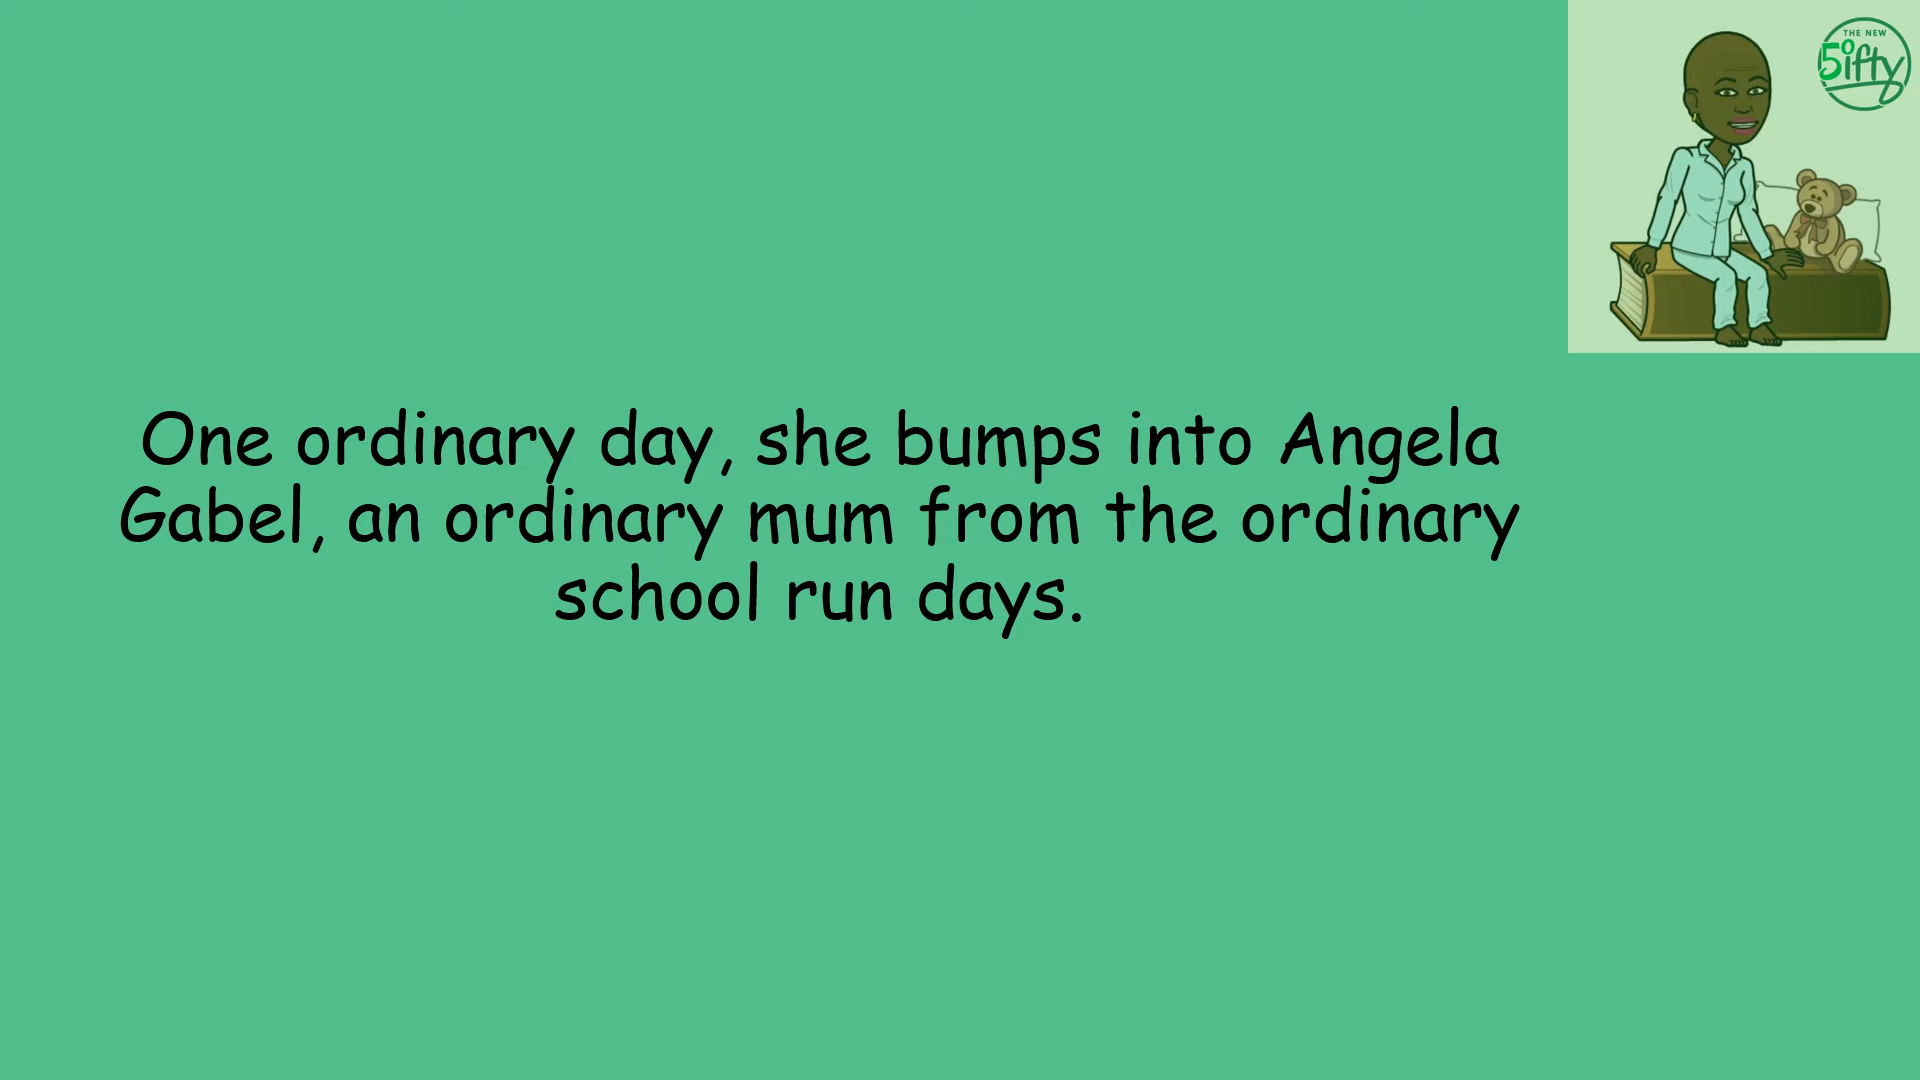 THE NEW
5ifty
One ordinary day, she bumps into Angela
Gabel, an ordinary mum from the ordinary
school run days.